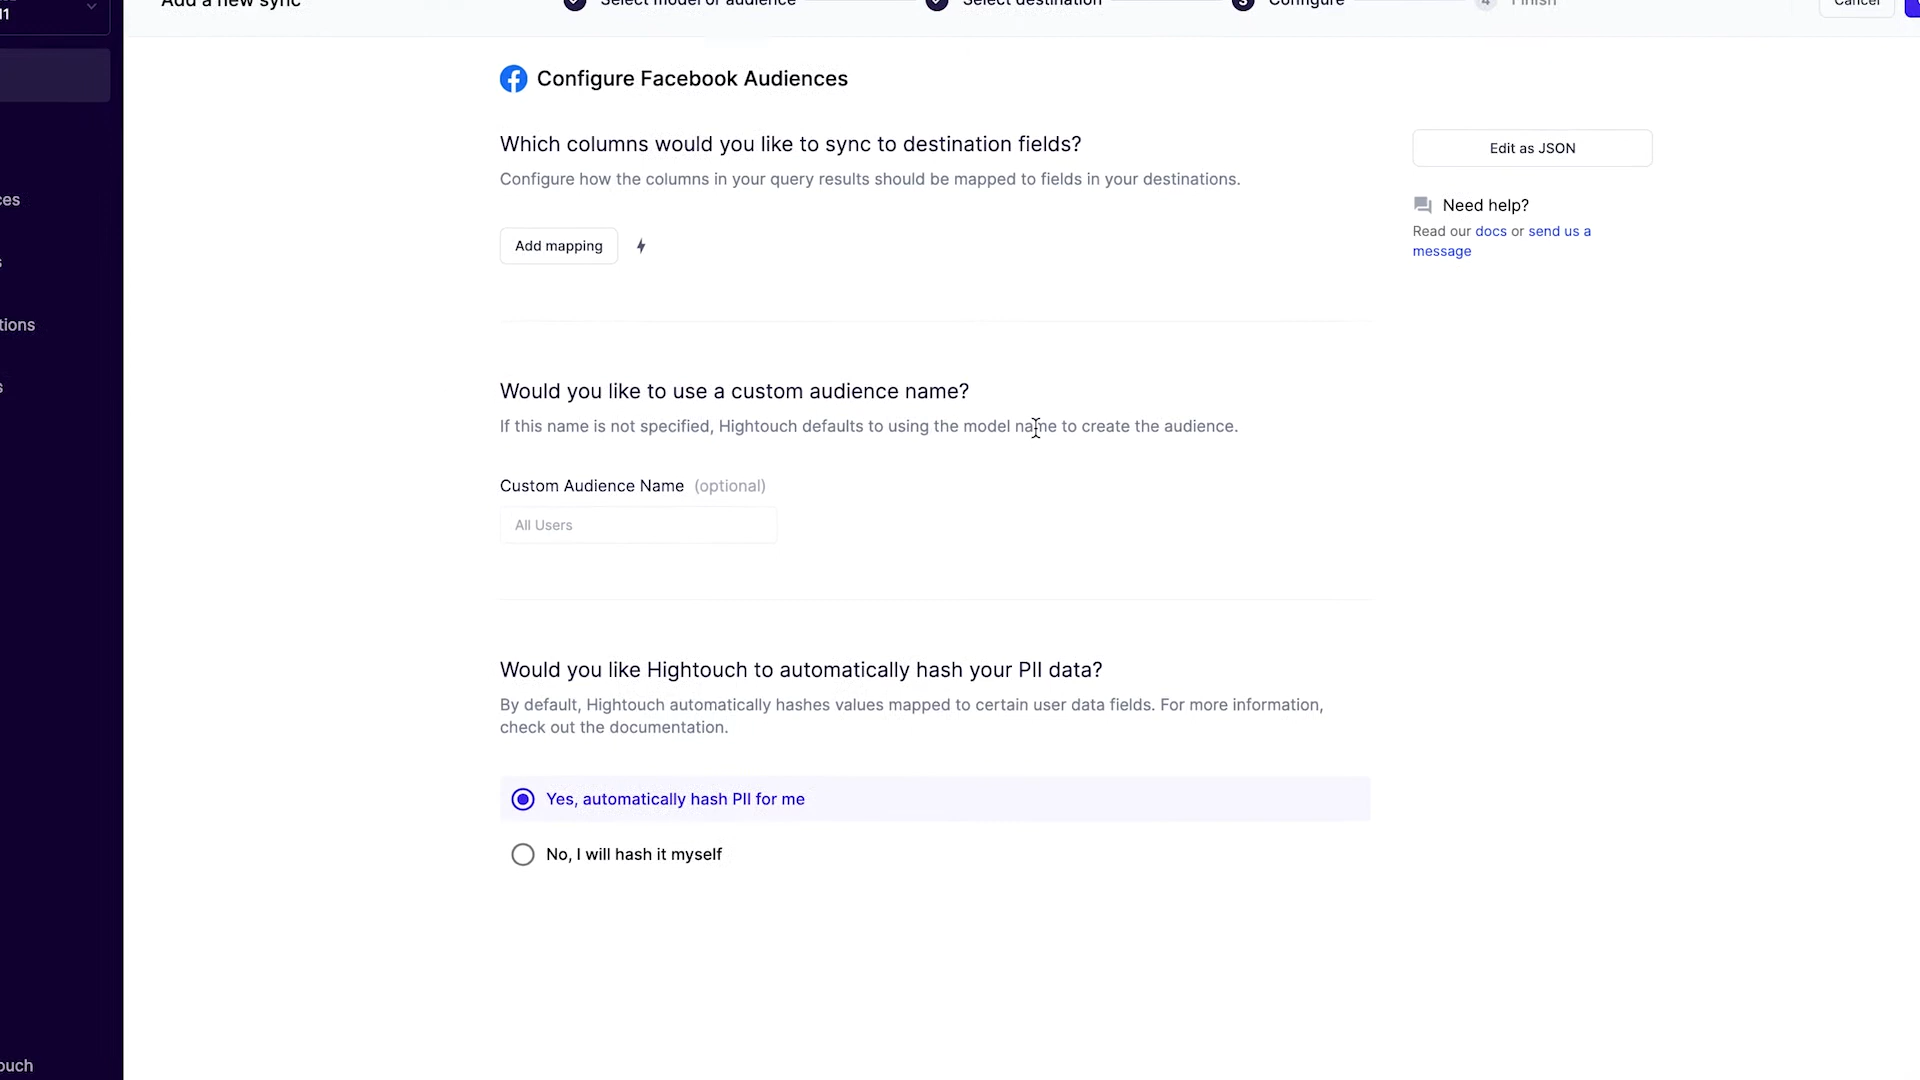 11
Add a new sync
Select model or audience
Select destination
3 Configure
4 Finish
Cancel
Configure Facebook Audiences
Which columns would you like to sync to destination fields?
Configure how the columns in your query results should be mapped to fields in your destinations.
Edit as JSON
Need help?
Read our docs or send us a
message
Add mapping
ces
s
tions
s
Would you like to use a custom audience name?
If this name is not specified, Hightouch defaults to using the model name to create the audience.
Custom Audience Name (optional)
All Users
Would you like Hightouch to automatically hash your PII data?
By default, Hightouch automatically hashes values mapped to certain user data fields. For more information,
check out the documentation.
Yes, automatically hash PII for me
No, I will hash it myself
ouch